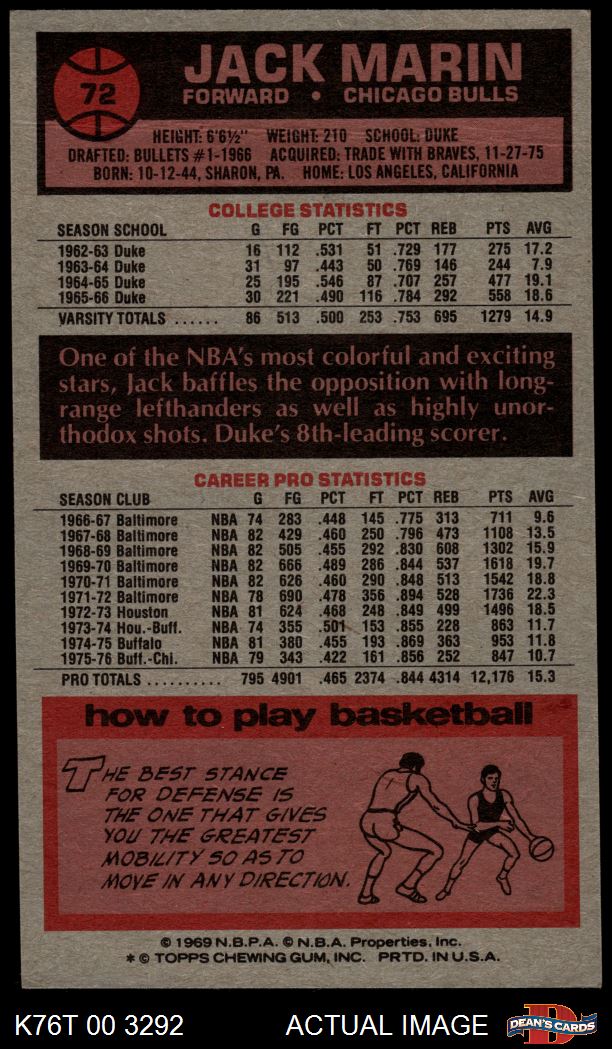 72
JACK MARIN
FORWARD • CHICAGO BULLS
HEIGHT: 6'6½" WEIGHT: 210 SCHOOL: DUKE
DRAFTED: BULLETS #1-1966 ACQUIRED: TRADE WITH BRAVES, 11-27-75
BORN: 10-12-44, SHARON, PA. HOME: LOS ANGELES, CALIFORNIA
COLLEGE STATISTICS
SEASON SCHOOL G FG PCT FT PCT REB PTS AVG
1962-63 Duke 16 112 .531 51 .729 177 275 17.2
1963-64 Duke 31 97 .443 50 .769 146 244 7.9
1964-65 Duke 25 195 .546 87 .707 257 477 19.1
1965-66 Duke 30 221 .490 116 .784 292 558 18.6
VARSITY TOTALS ...... 86 513 .500 253 .753 695 1279 14.9
One of the NBA's most colorful and exciting
stars, Jack baffles the opposition with long-
range lefthanders as well as highly unor-
thodox shots. Duke's 8th-leading scorer.
CAREER PRO STATISTICS
SEASON CLUB G FG PCT FT PCT REB PTS AVG
1966-67 Baltimore NBA 74 283 .448 145 .775 313 711 9.6
1967-68 Baltimore NBA 82 429 .460 250 .796 473 1108 13.5
1968-69 Baltimore NBA 82 505 .455 292 .830 608 1302 15.9
1969-70 Baltimore NBA 82 666 .489 286 .844 537 1618 19.7
1970-71 Baltimore NBA 82 626 .460 290 .848 513 1542 18.8
1971-72 Baltimore NBA 78 690 .478 356 .894 528 1736 22.3
1972-73 Houston NBA 81 624 .468 248 .849 499 1496 18.5
1973-74 Hou.-Buff. NBA 74 355 .501 153 .855 228 863 11.7
1974-75 Buffalo NBA 81 380 .455 193 .869 363 953 11.8
1975-76 Buff.-Chi. NBA 79 343 .422 161 .856 252 847 10.7
PRO TOTALS .......... 795 4901 .465 2374 .844 4314 12,176 15.3
how to play basketball
THE BEST STANCE
FOR DEFENSE IS
THE ONE THAT GIVES
YOU THE GREATEST
MOBILITY SO AS TO
MOVE IN ANY DIRECTION.
© 1969 N.B.P.A. © N.B.A. Properties, Inc.
* © TOPPS CHEWING GUM, INC. PRTD. IN U.S.A.
K76T 00 3292 ACTUAL IMAGE
D
DEAN'S CARDS